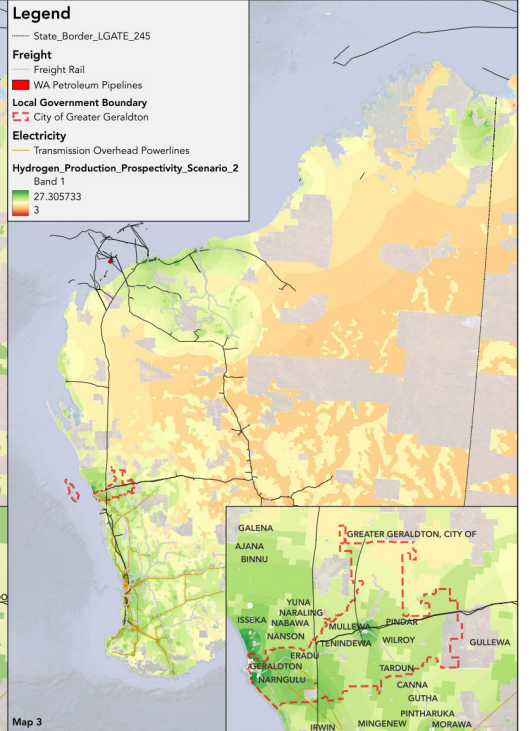 Legend
State_Border_LGATE_245
Freight
Freight Rail
WA Petroleum Pipelines
Local Government Boundary
City of Greater Geraldton
Electricity
Transmission Overhead Powerlines
Hydrogen_Production_Prospectivity_Scenario_2
Band 1
27.305733
3
GALENA
GREATER GERALDTON, CITY OF
AJANA
BINNU
YUNA
NARALING
ISSEKA
NABAWA
MULLEWA
PINDAR
NANSON
TENINDEWA
WILROY
GULLEWA
ERADU
GERALDTON
TARDUN
NARNGULU
CANNA
GUTHA
PINTHARUKA
IRWIN
MINGENEW
MORAWA
Map 3